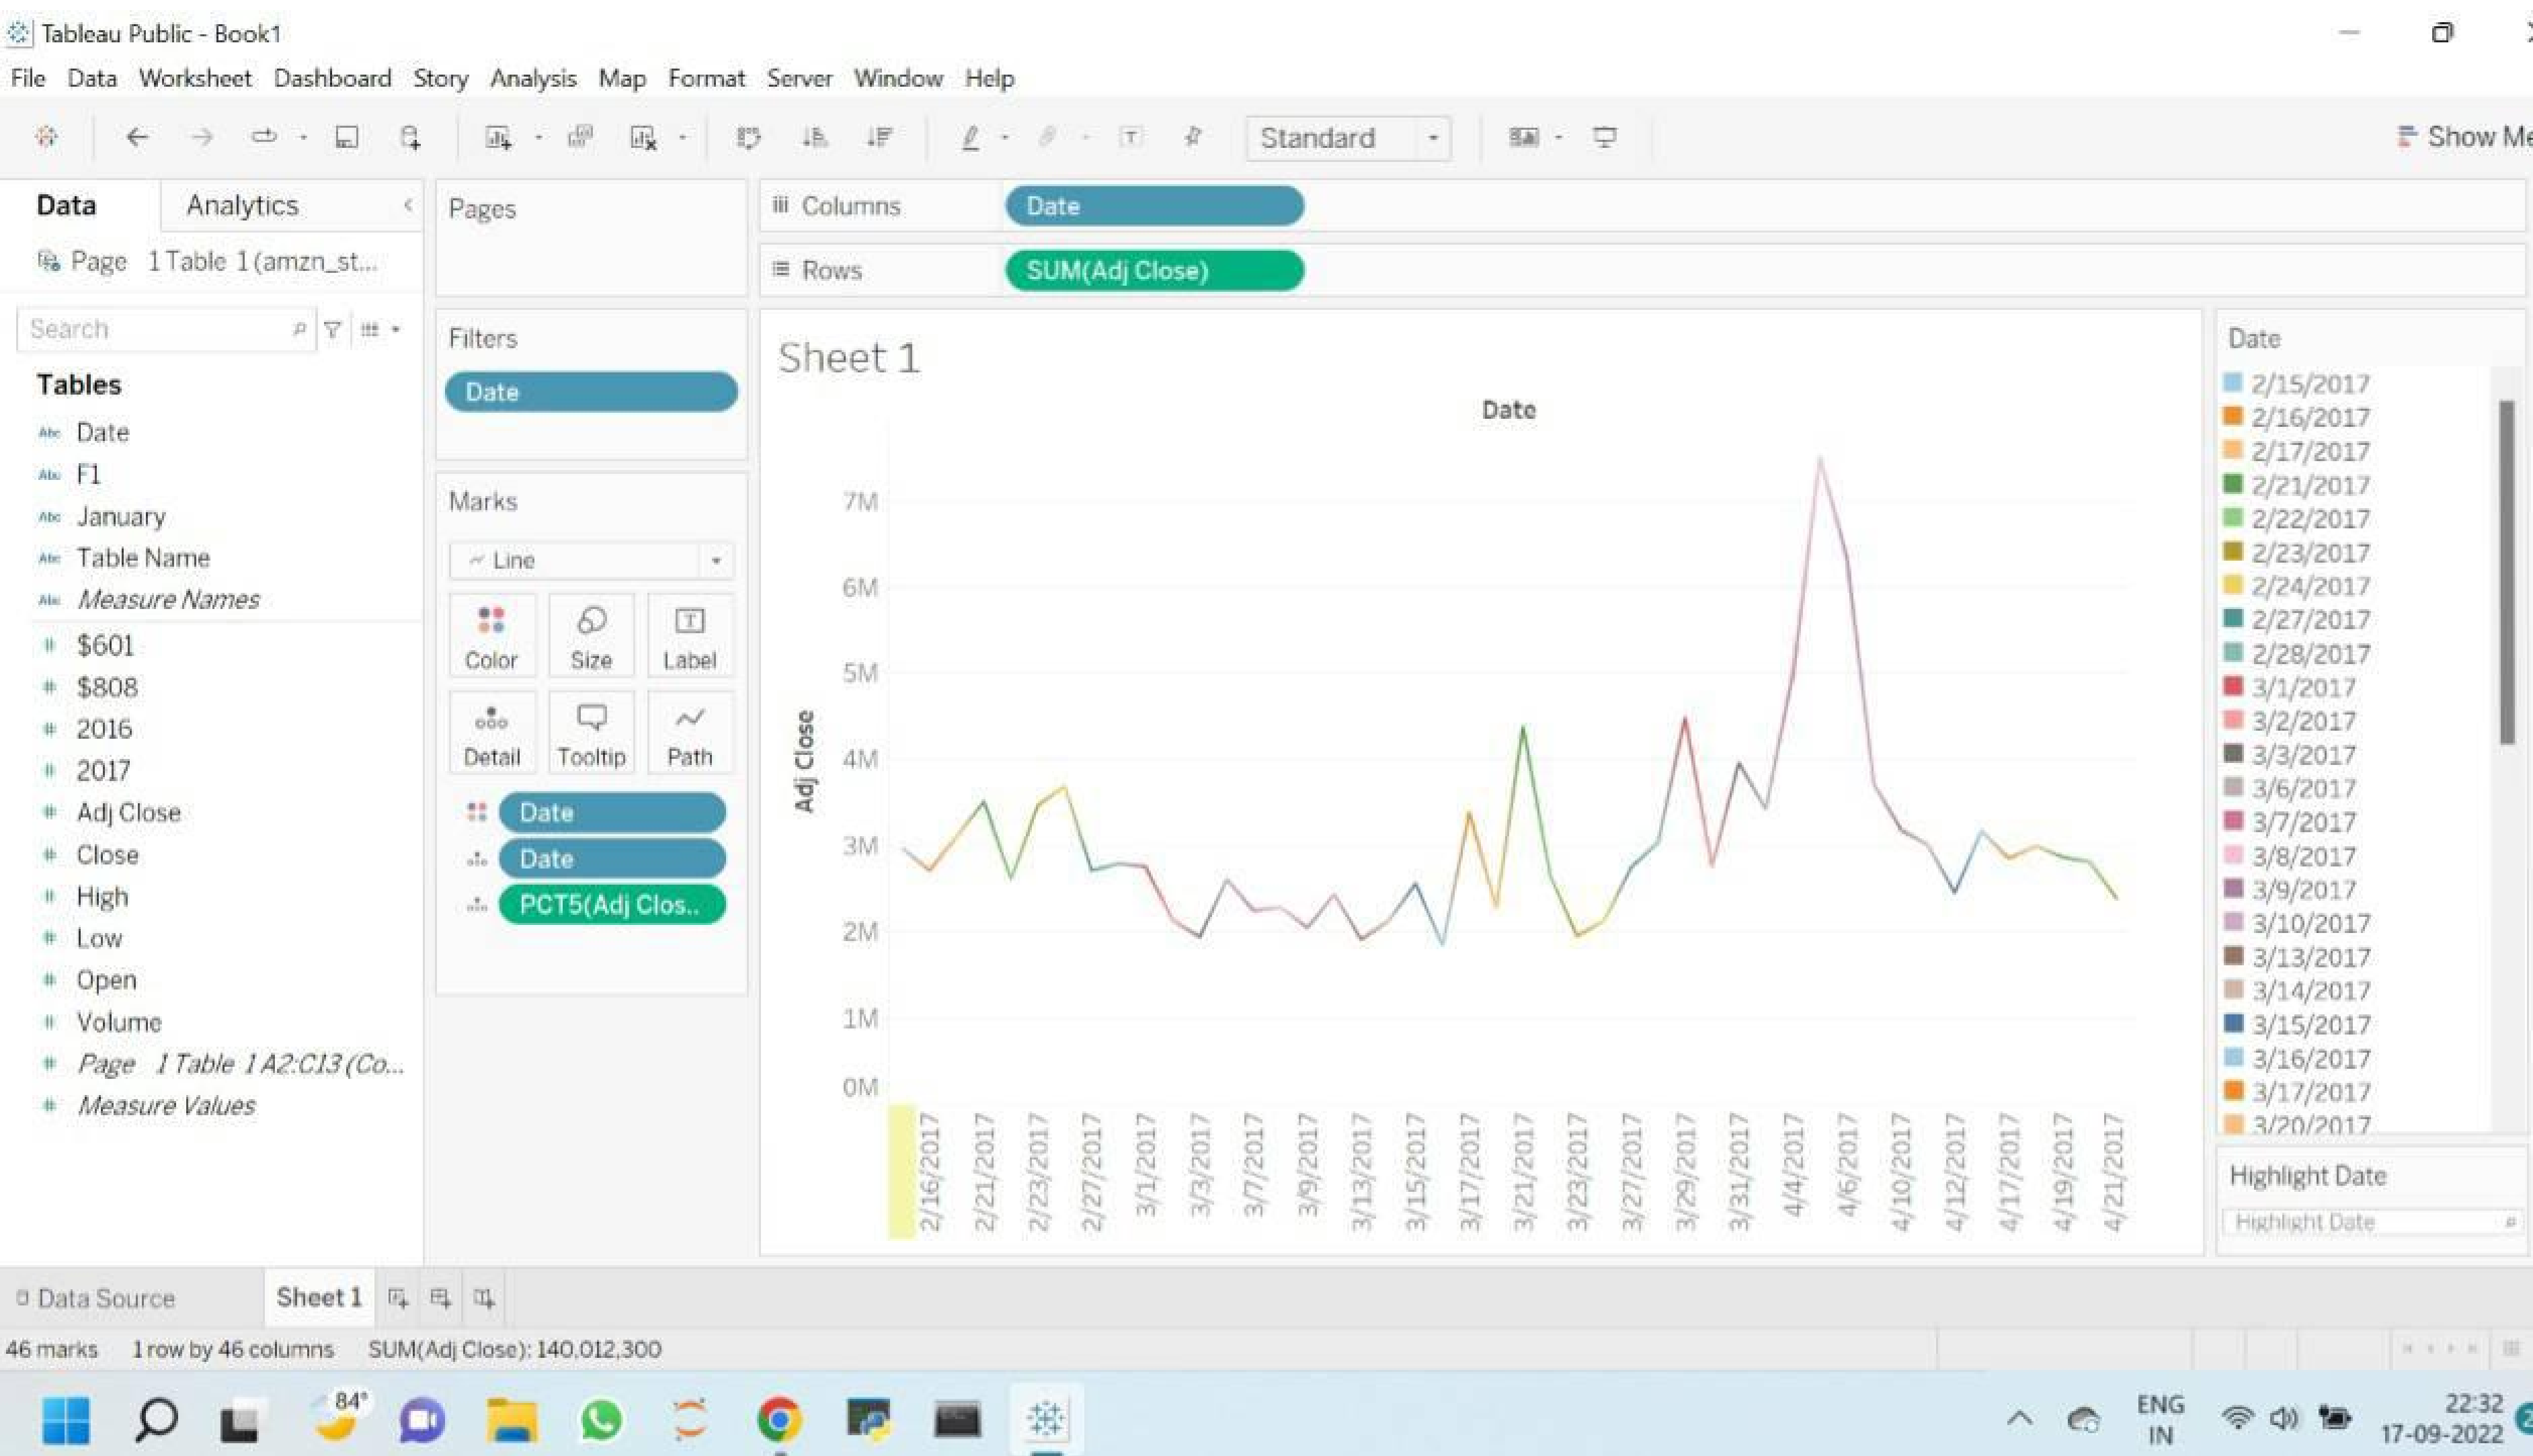 Tableau Public - Book1
File Data Worksheet Dashboard Story Analysis Map Format Server Window Help
Standard
Show Me
Data Analytics
Page 1 Table 1 (amzn_st...
Search
Tables
Abc Date
Abc F1
Abc January
Abc Table Name
Abc Measure Names
# $601
# $808
# 2016
# 2017
# Adj Close
# Close
# High
# Low
# Open
# Volume
# Page 1 Table 1 A2:C13 (Co...
# Measure Values
Pages
Filters
Date
Marks
Line
Color Size Label
Detail Tooltip Path
Date
Date
PCT5(Adj Clos..
Columns Date
Rows SUM(Adj Close)
Sheet 1
Date
Adj Close
7M
6M
5M
4M
3M
2M
1M
0M
2/16/2017
2/21/2017
2/23/2017
2/27/2017
3/1/2017
3/3/2017
3/7/2017
3/9/2017
3/13/2017
3/15/2017
3/17/2017
3/21/2017
3/23/2017
3/27/2017
3/29/2017
3/31/2017
4/4/2017
4/6/2017
4/10/2017
4/12/2017
4/17/2017
4/19/2017
4/21/2017
Date
2/15/2017
2/16/2017
2/17/2017
2/21/2017
2/22/2017
2/23/2017
2/24/2017
2/27/2017
2/28/2017
3/1/2017
3/2/2017
3/3/2017
3/6/2017
3/7/2017
3/8/2017
3/9/2017
3/10/2017
3/13/2017
3/14/2017
3/15/2017
3/16/2017
3/17/2017
3/20/2017
Highlight Date
Highlight Date
Data Source Sheet 1
46 marks 1 row by 46 columns SUM(Adj Close): 140,012,300
84°
ENG
IN
22:32
17-09-2022
2